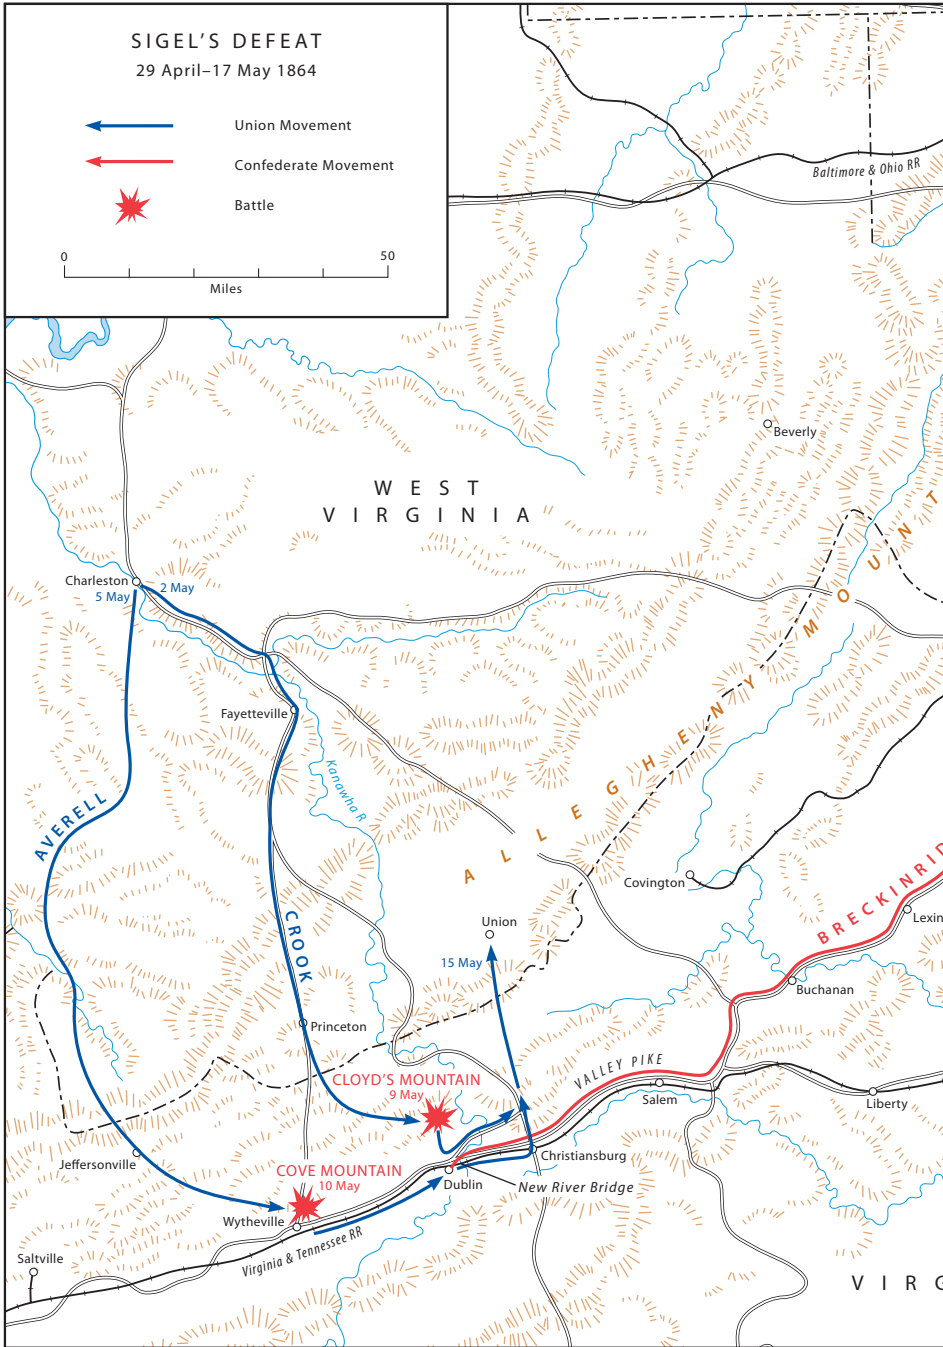 SIGEL'S DEFEAT
29 April–17 May 1864
Union Movement
Confederate Movement
Battle
0
50
Miles
Baltimore & Ohio RR
Beverly
WEST
VIRGINIA
Charleston
5 May
2 May
Fayetteville
Kanawha R
AVERELL
CROOK
ALLEGHENY MOUNT
Covington
BRECKINRID
Lexin
Union
15 May
Buchanan
Princeton
CLOYD'S MOUNTAIN
9 May
VALLEY PIKE
Salem
Liberty
Jeffersonville
COVE MOUNTAIN
10 May
Christiansburg
Dublin
New River Bridge
Wytheville
Virginia & Tennessee RR
Saltville
VIRG